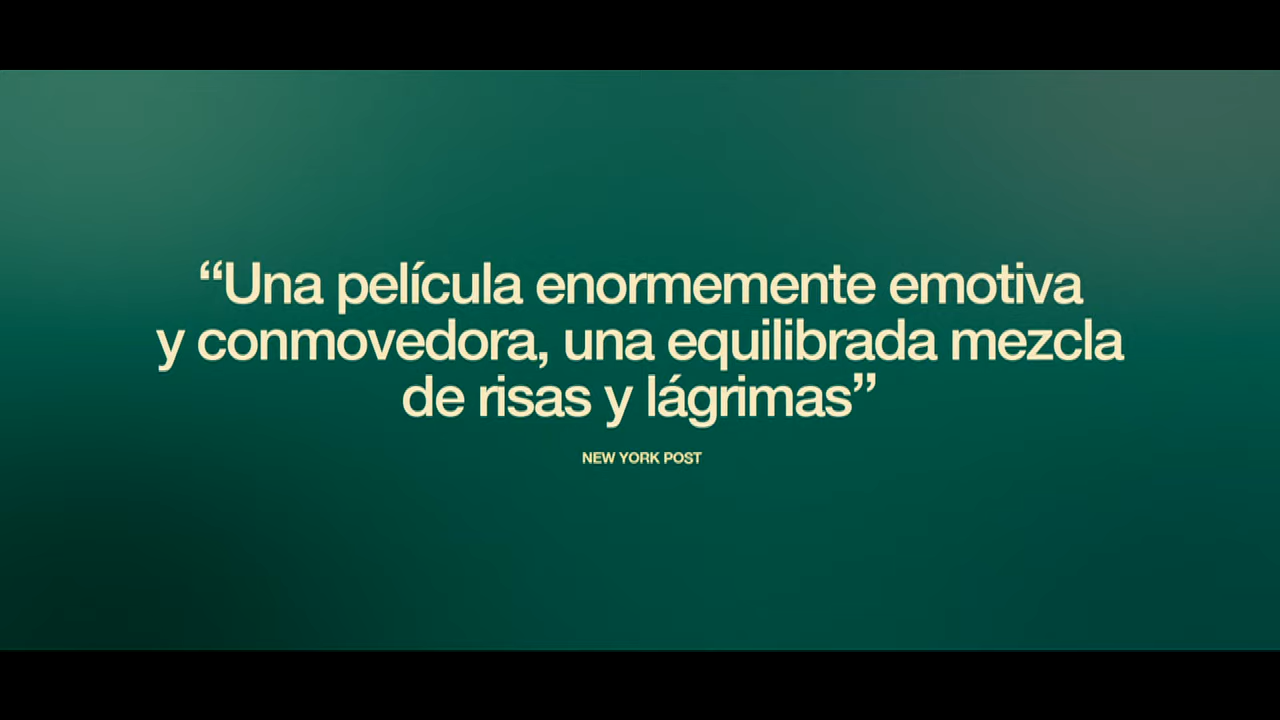 “Una película enormemente emotiva
y conmovedora, una equilibrada mezcla
de risas y lágrimas”
NEW YORK POST